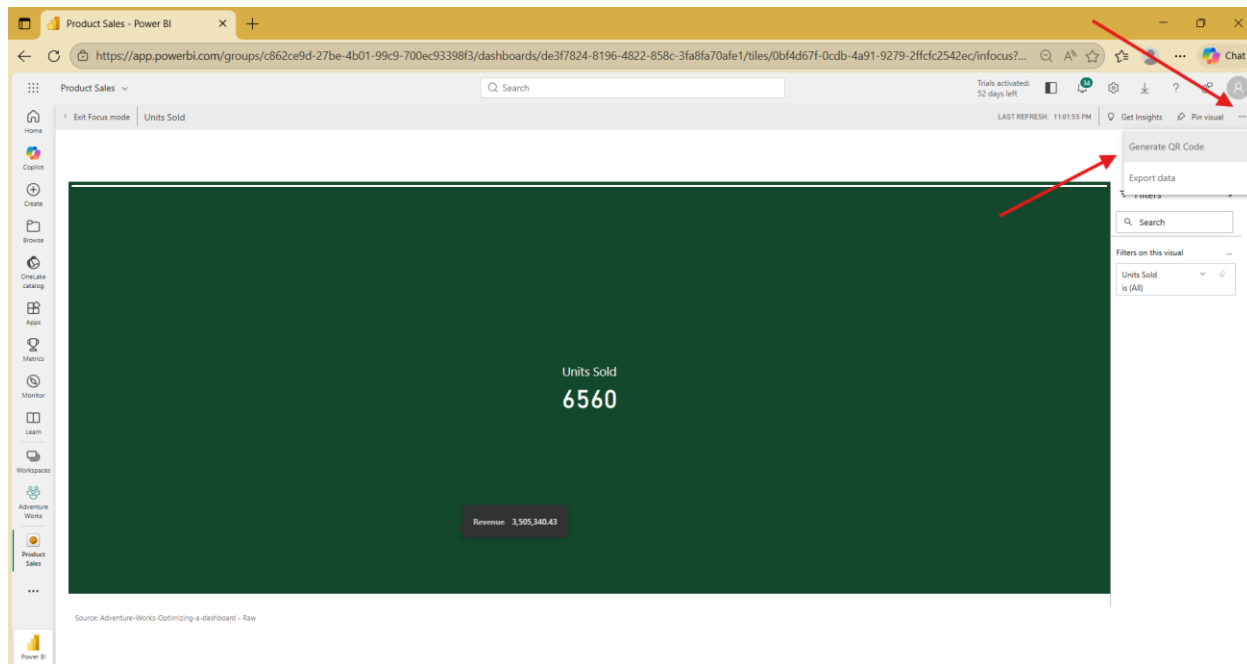 Product Sales - Power BI
https://app.powerbi.com/groups/c862ce9d-27be-4b01-99c9-700ec93398f3/dashboards/de3f7824-8196-4822-858c-3fa8fa70afe1/tiles/0bf4d67f-0cdb-4a91-9279-2ffcfc2542ec/infocus?...
Chat
Product Sales
Search
Trials activated:
52 days left
34
Exit Focus mode
Units Sold
LAST REFRESH: 11:01:55 PM
Get Insights
Pin visual
Generate QR Code
Export data
Filters
Search
Filters on this visual
Units Sold
is (All)
Home
Copilot
Create
Browse
OneLake
catalog
Apps
Metrics
Monitor
Learn
Workspaces
Adventure
Works
Product
Sales
Power BI
Units Sold
6560
Revenue 3,505,340.43
Source: Adventure-Works-Optimizing-a-dashboard - Raw